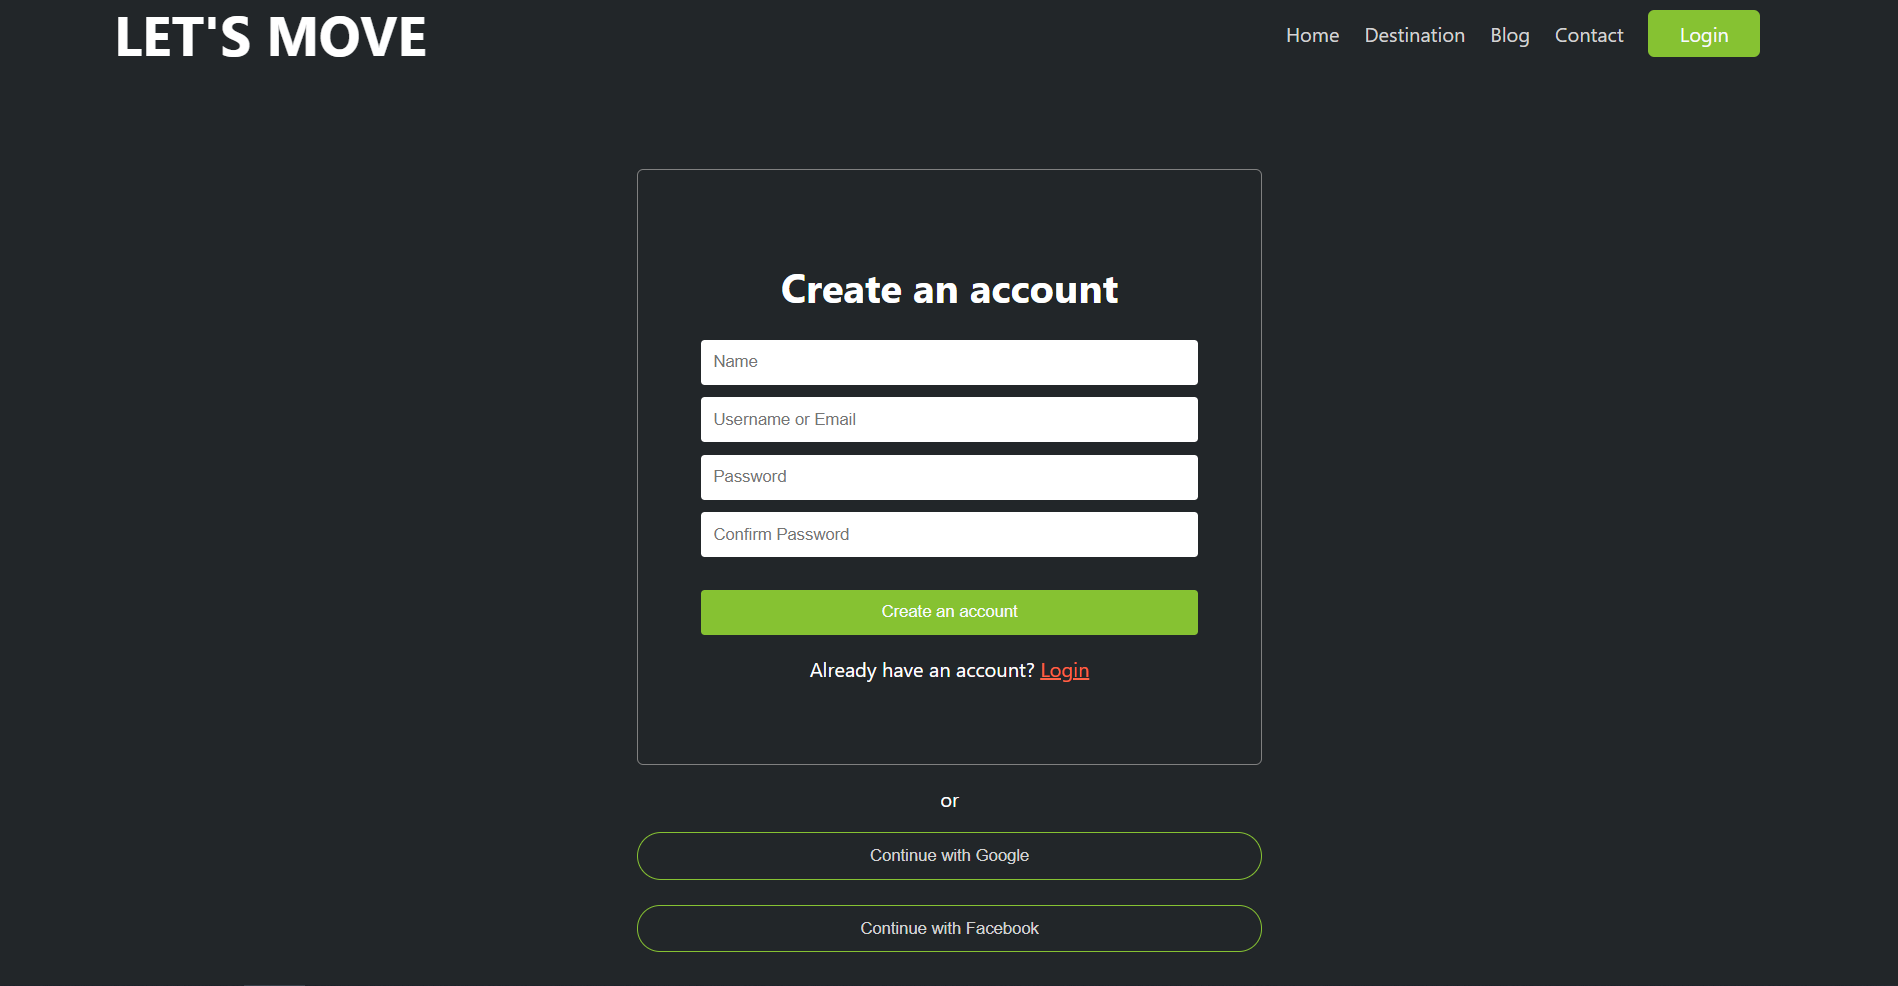 LET'S MOVE
Home Destination Blog Contact Login
Create an account
Name
Username or Email
Password
Confirm Password
Create an account
Already have an account? Login
or
Continue with Google
Continue with Facebook